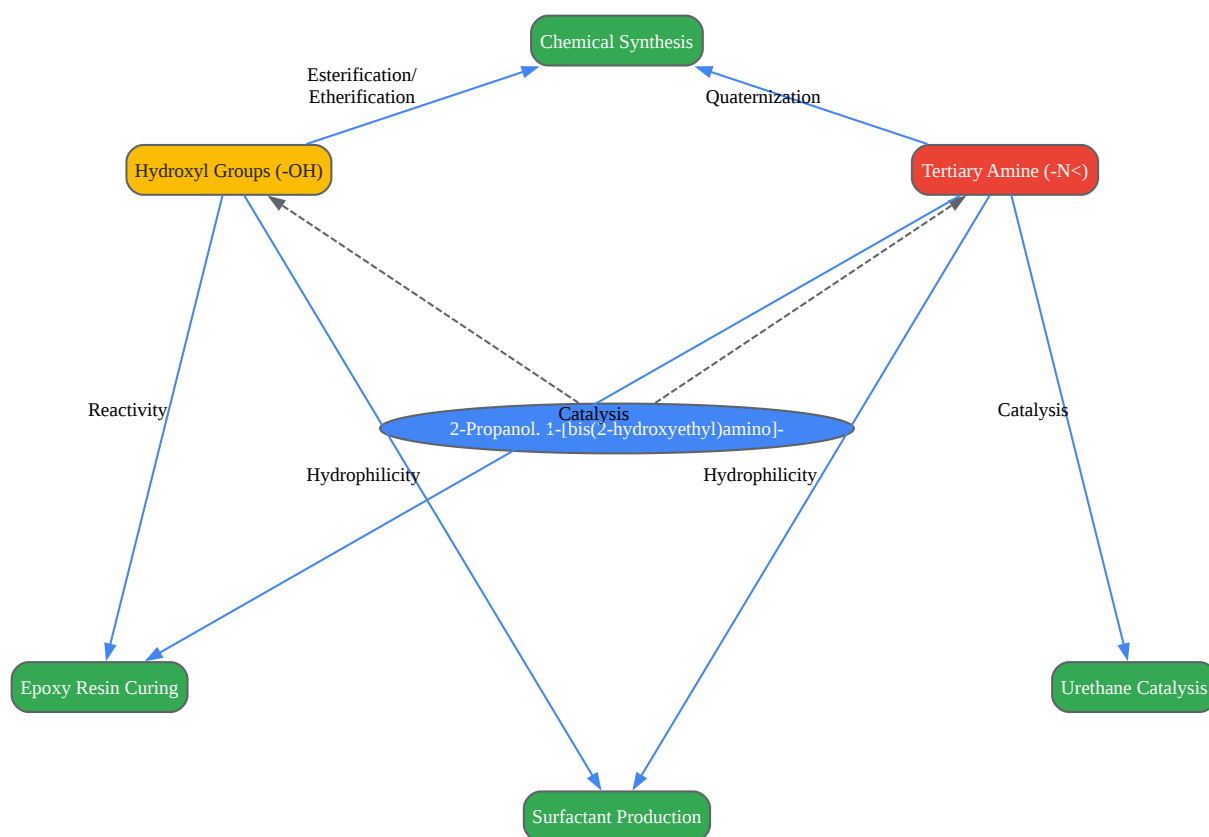 Chemical Synthesis
Esterification/
Etherification
Quaternization
Hydroxyl Groups (-OH)
Tertiary Amine (-N<)
Reactivity
Catalysis
Catalysis
2-Propanol. 1-[bis(2-hydroxyethyl)amino]-
Hydrophilicity
Hydrophilicity
Epoxy Resin Curing
Urethane Catalysis
Surfactant Production